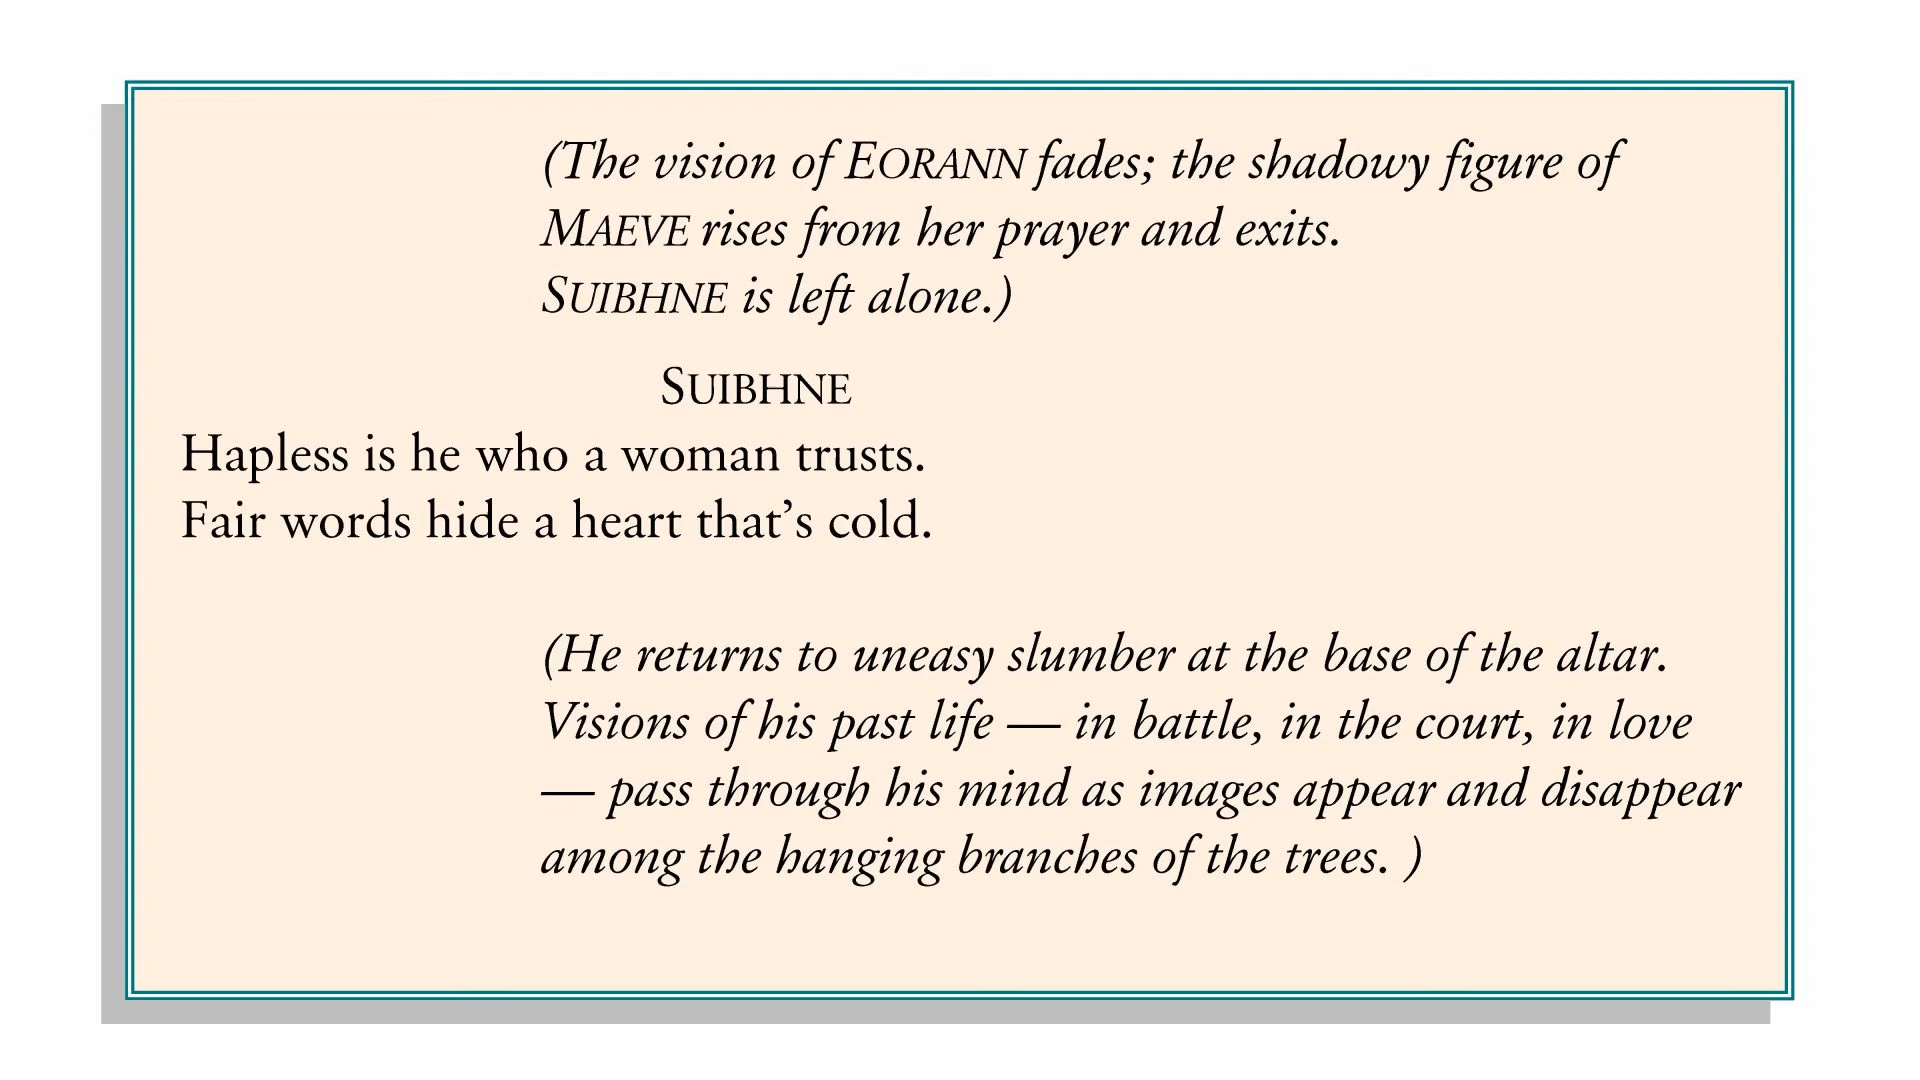 (The vision of EORANN fades; the shadowy figure of
MAEVE rises from her prayer and exits.
SUIBHNE is left alone.)
SUIBHNE
Hapless is he who a woman trusts.
Fair words hide a heart that’s cold.
(He returns to uneasy slumber at the base of the altar.
Visions of his past life — in battle, in the court, in love
— pass through his mind as images appear and disappear
among the hanging branches of the trees. )